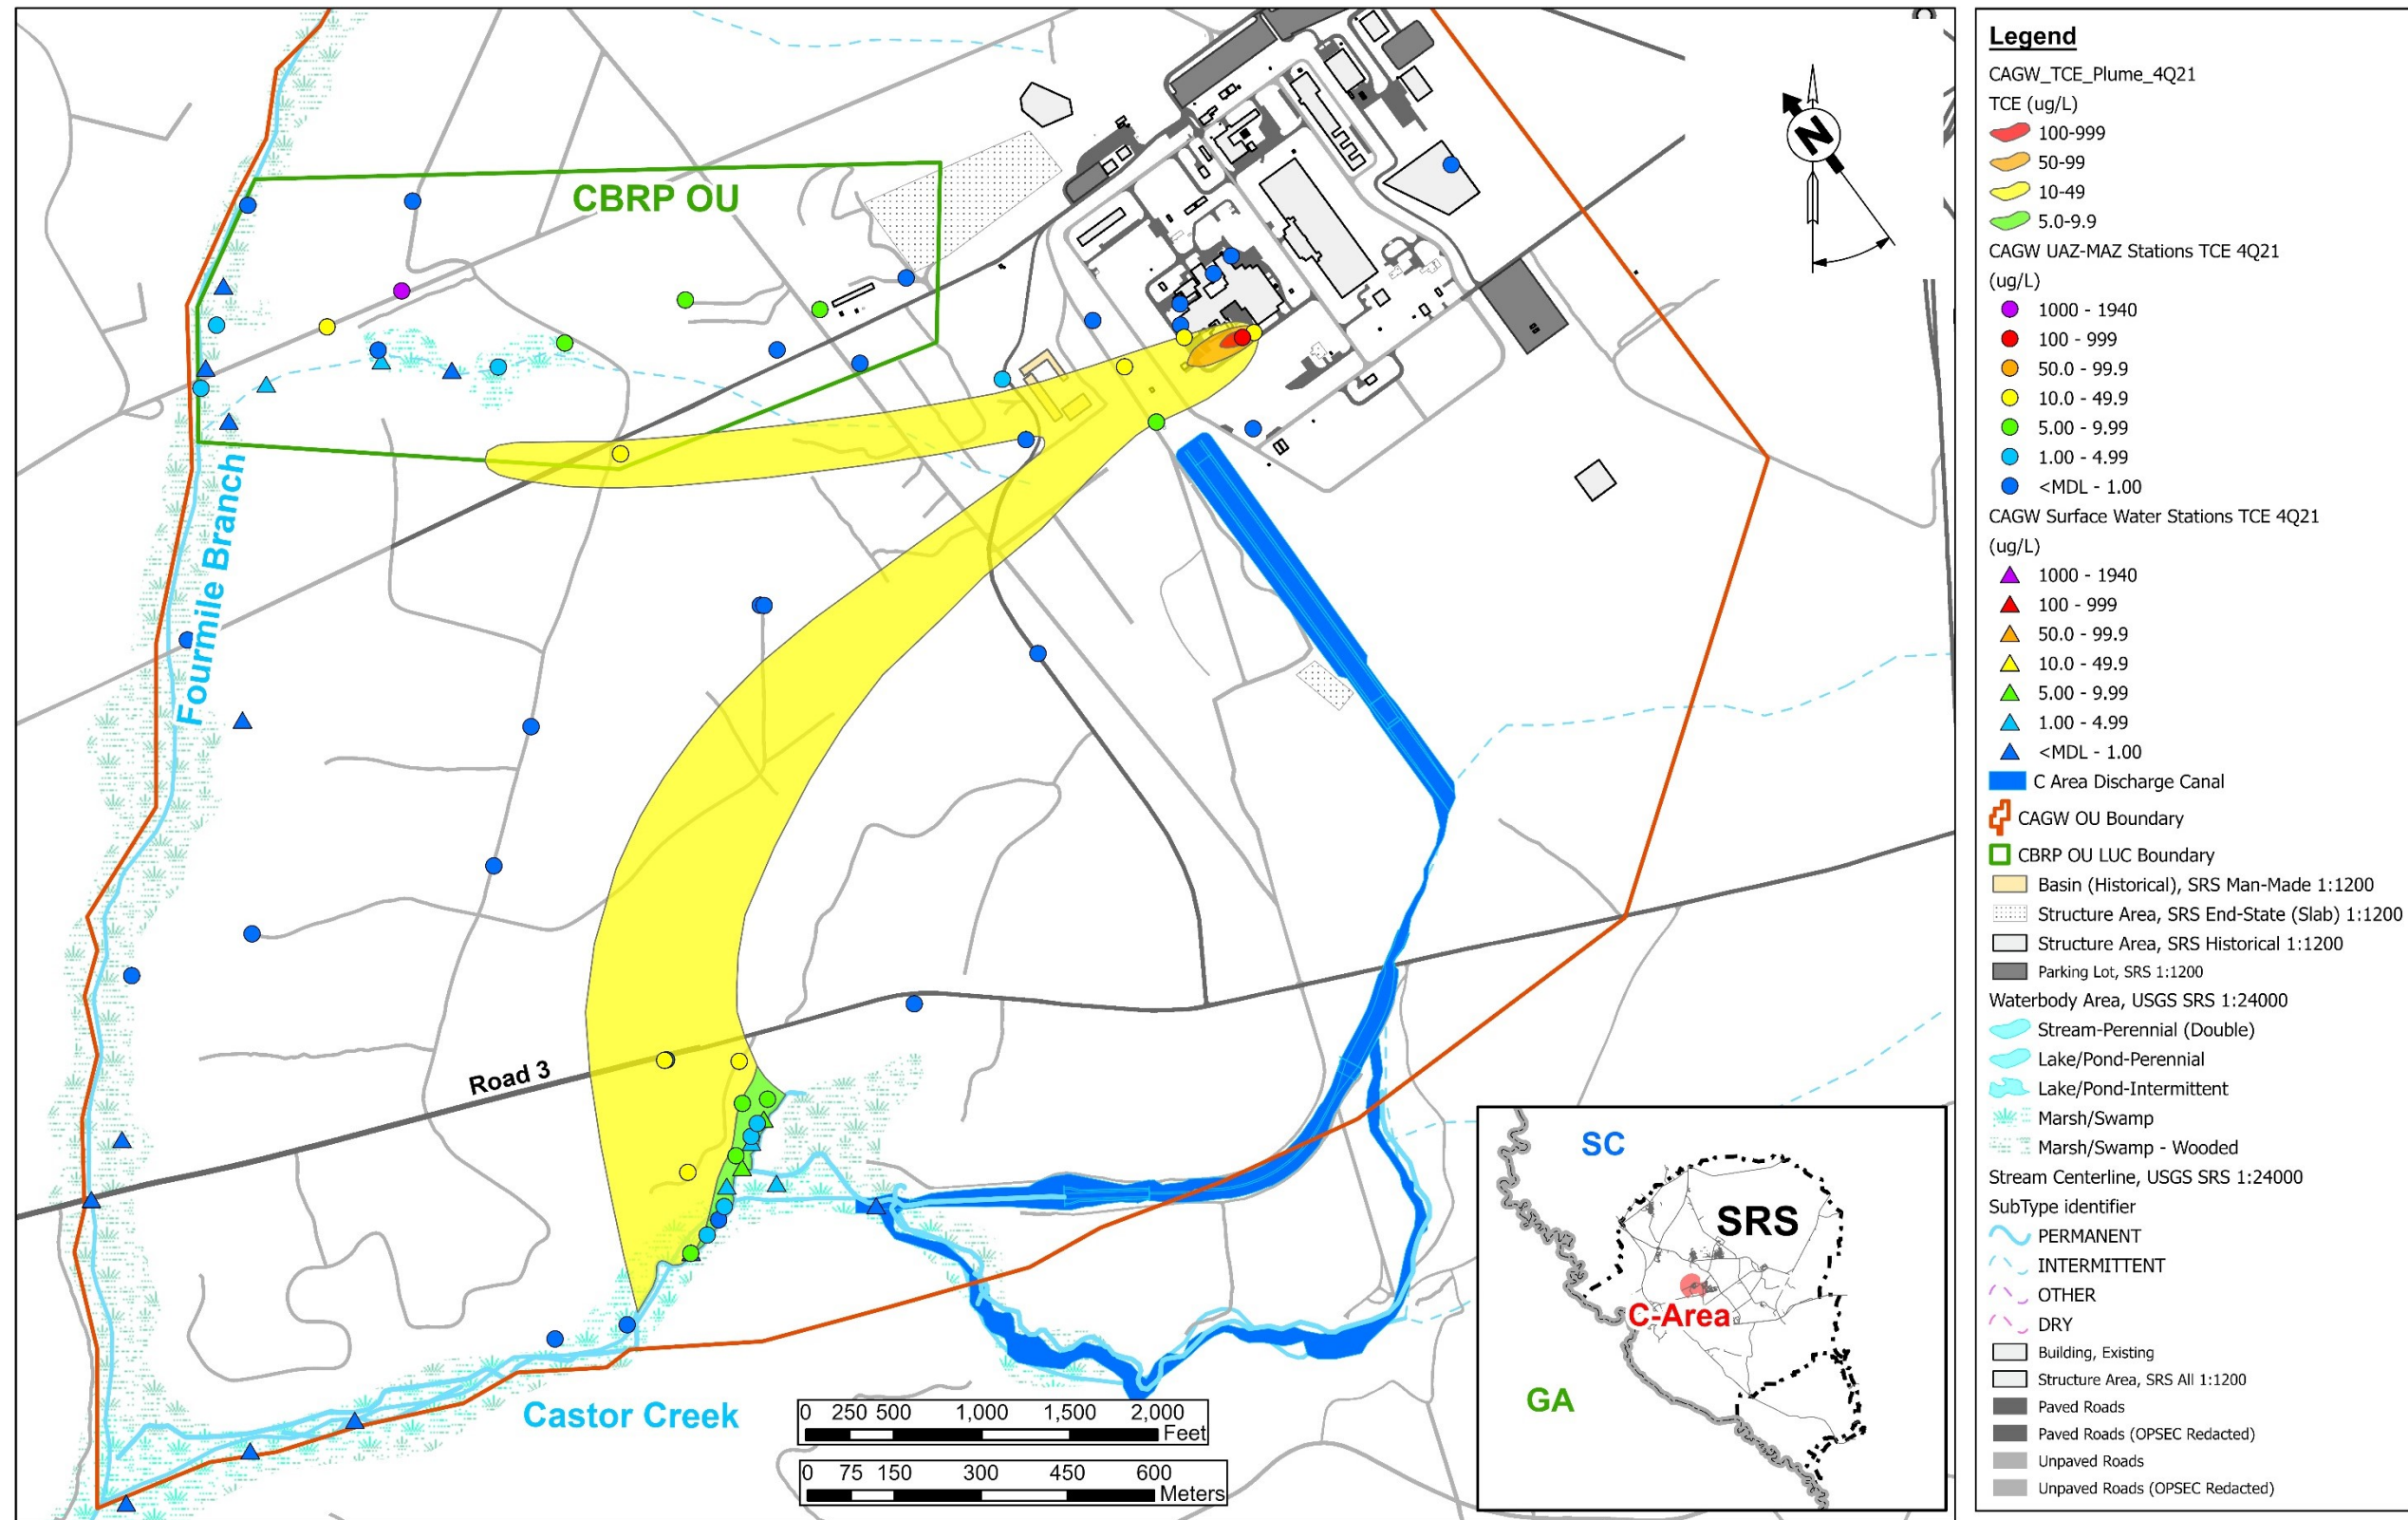 CBRP OU
Fourmile Branch
Road 3
Castor Creek
N
0 250 500 1,000 1,500 2,000
Feet
0 75 150 300 450 600
Meters
SC
SRS
C-Area
GA
Legend
CAGW_TCE_Plume_4Q21
TCE (ug/L)
100-999
50-99
10-49
5.0-9.9
CAGW UAZ-MAZ Stations TCE 4Q21
(ug/L)
1000 - 1940
100 - 999
50.0 - 99.9
10.0 - 49.9
5.00 - 9.99
1.00 - 4.99
<MDL - 1.00
CAGW Surface Water Stations TCE 4Q21
(ug/L)
1000 - 1940
100 - 999
50.0 - 99.9
10.0 - 49.9
5.00 - 9.99
1.00 - 4.99
<MDL - 1.00
C Area Discharge Canal
CAGW OU Boundary
CBRP OU LUC Boundary
Basin (Historical), SRS Man-Made 1:1200
Structure Area, SRS End-State (Slab) 1:1200
Structure Area, SRS Historical 1:1200
Parking Lot, SRS 1:1200
Waterbody Area, USGS SRS 1:24000
Stream-Perennial (Double)
Lake/Pond-Perennial
Lake/Pond-Intermittent
Marsh/Swamp
Marsh/Swamp - Wooded
Stream Centerline, USGS SRS 1:24000
SubType identifier
PERMANENT
INTERMITTENT
OTHER
DRY
Building, Existing
Structure Area, SRS All 1:1200
Paved Roads
Paved Roads (OPSEC Redacted)
Unpaved Roads
Unpaved Roads (OPSEC Redacted)